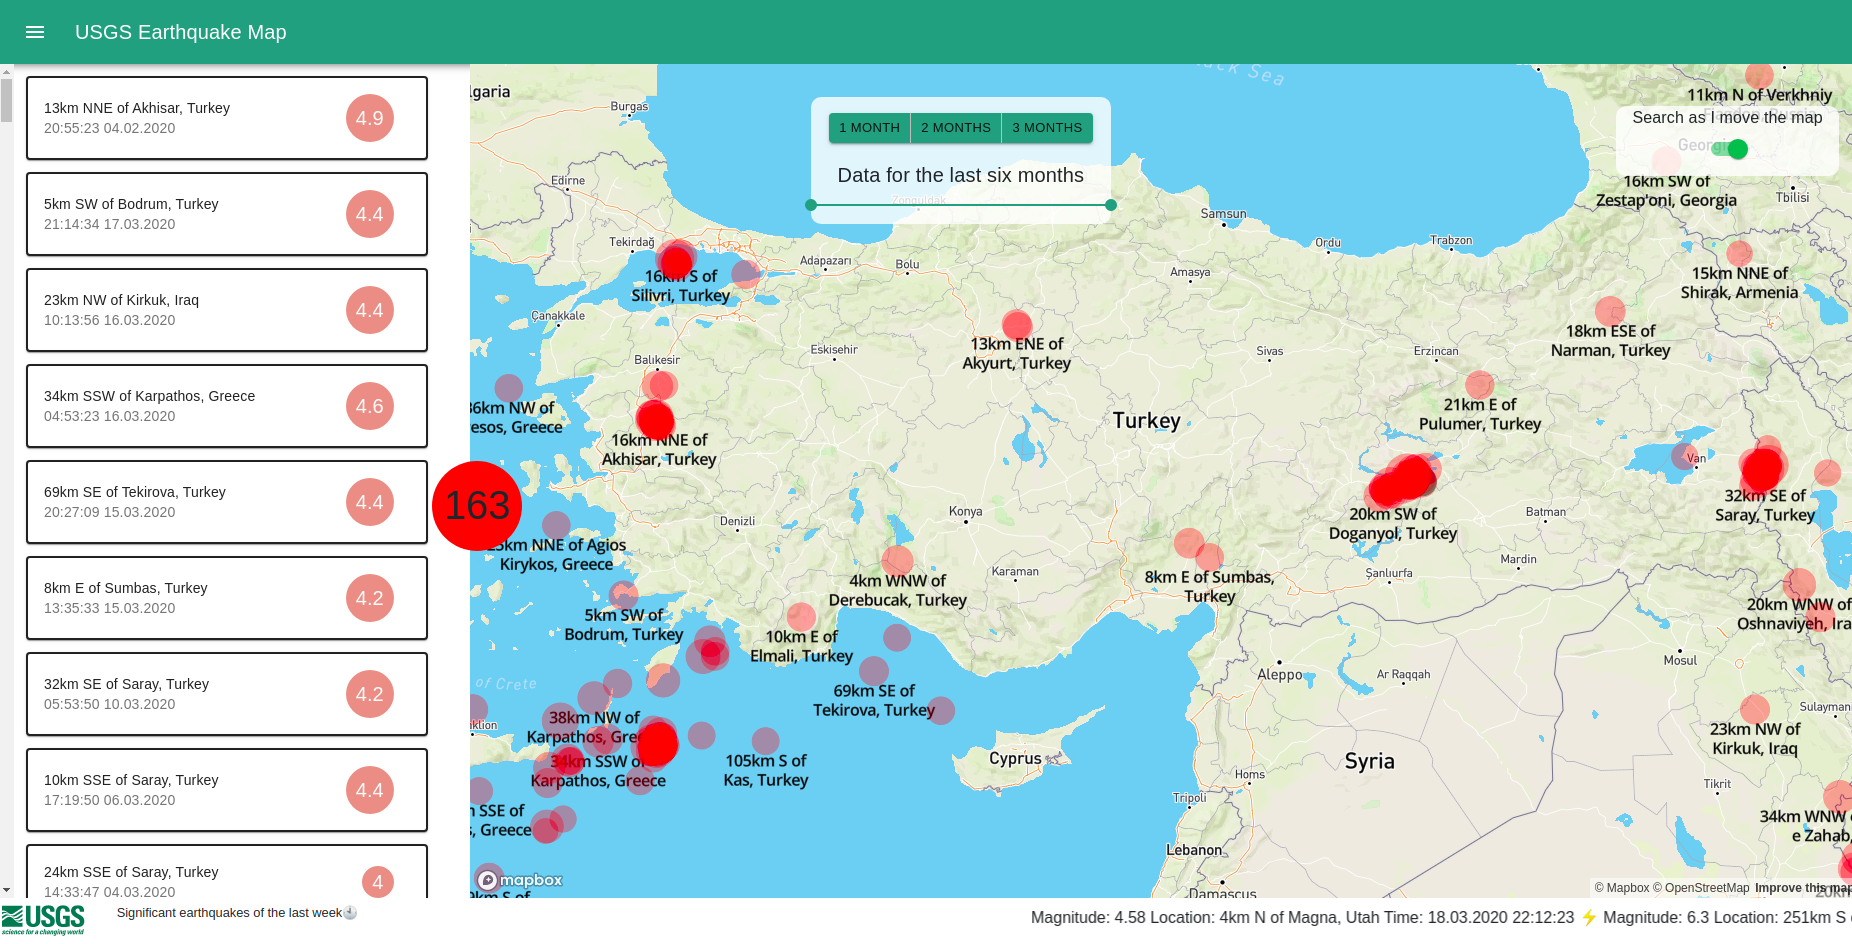 USGS Earthquake Map
13km NNE of Akhisar, Turkey
20:55:23 04.02.2020
4.9
5km SW of Bodrum, Turkey
21:14:34 17.03.2020
4.4
23km NW of Kirkuk, Iraq
10:13:56 16.03.2020
4.4
34km SSW of Karpathos, Greece
04:53:23 16.03.2020
4.6
69km SE of Tekirova, Turkey
20:27:09 15.03.2020
4.4
8km E of Sumbas, Turkey
13:35:33 15.03.2020
4.2
32km SE of Saray, Turkey
05:53:50 10.03.2020
4.2
10km SSE of Saray, Turkey
17:19:50 06.03.2020
4.4
24km SSE of Saray, Turkey
14:33:47 04.03.2020
4
163
1 MONTH
2 MONTHS
3 MONTHS
Data for the last six months
Search as I move the map
Georgia
lgaria
Black Sea
Burgas
Edirne
Tekirdağ
Zonguldak
Samsun
Ordu
Trabzon
Tbilisi
11km N of Verkhniy
16km SW of
Zestap'oni, Georgia
16km S of
Silivri, Turkey
Adapazarı
Bolu
Amasya
15km NNE of
Shirak, Armenia
Çanakkale
Balıkesir
Eskisehir
13km ENE of
Akyurt, Turkey
Sivas
Erzincan
18km ESE of
Narman, Turkey
36km NW of
esos, Greece
16km NNE of
Akhisar, Turkey
Turkey
21km E of
Pulumer, Turkey
Van
32km SE of
Saray, Turkey
Denizli
Konya
20km SW of
Doganyol, Turkey
Batman
25km NNE of Agios
Kirykos, Greece
Karaman
Mardin
Şanlıurfa
5km SW of
Bodrum, Turkey
4km WNW of
Derebucak, Turkey
8km E of Sumbas,
Turkey
10km E of
Elmali, Turkey
20km WNW of
Oshnaviyeh, Ira
of Crete
Aleppo
Ar Raqqah
Mosul
69km SE of
Tekirova, Turkey
klion
38km NW of
Karpathos, Gree
34km SSW of
Karpathos, Greece
105km S of
Kas, Turkey
Cyprus
Syria
Sulayman
23km NW of
Kirkuk, Iraq
Homs
Tripoli
Tikrit
SSE of
s, Greece
34km WNW
e Zahab,
Lebanon
Damascus
km S of
20km
mapbox
© Mapbox © OpenStreetMap Improve this map
USGS
science for a changing world
Significant earthquakes of the last week
Magnitude: 4.58 Location: 4km N of Magna, Utah Time: 18.03.2020 22:12:23 ⚡ Magnitude: 6.3 Location: 251km S